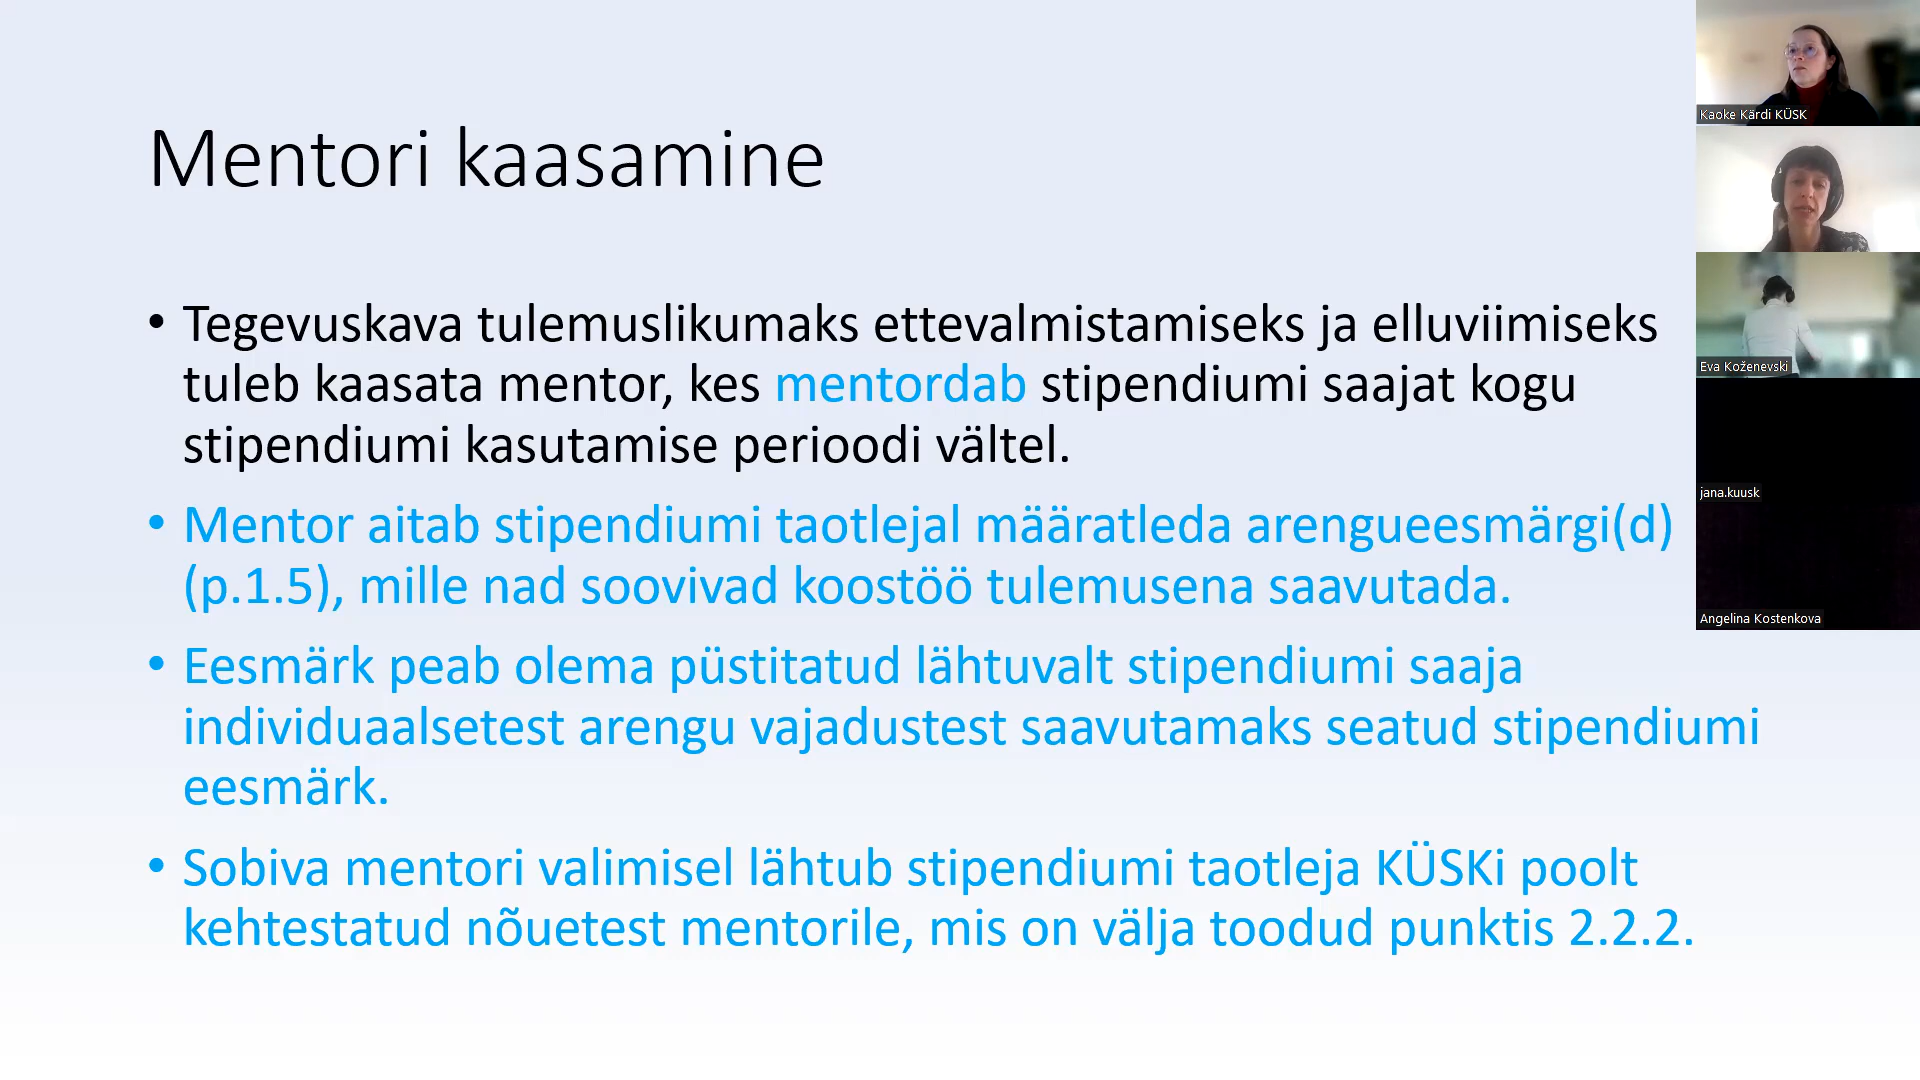 Mentori kaasamine
• Tegevuskava tulemuslikumaks ettevalmistamiseks ja elluviimiseks
tuleb kaasata mentor, kes mentordab stipendiumi saajat kogu
stipendiumi kasutamise perioodi vältel.
• Mentor aitab stipendiumi taotlejal määratleda arengueesmärgi(d)
(p.1.5), mille nad soovivad koostöö tulemusena saavutada.
• Eesmärk peab olema püstitatud lähtuvalt stipendiumi saaja
individuaalsetest arengu vajadustest saavutamaks seatud stipendiumi
eesmärk.
• Sobiva mentori valimisel lähtub stipendiumi taotleja KÜSKi poolt
kehtestatud nõuetest mentorile, mis on välja toodud punktis 2.2.2.
Kaoke Kärdi KÜSK
Eva Koženevski
jana.kuusk
Angelina Kostenkova